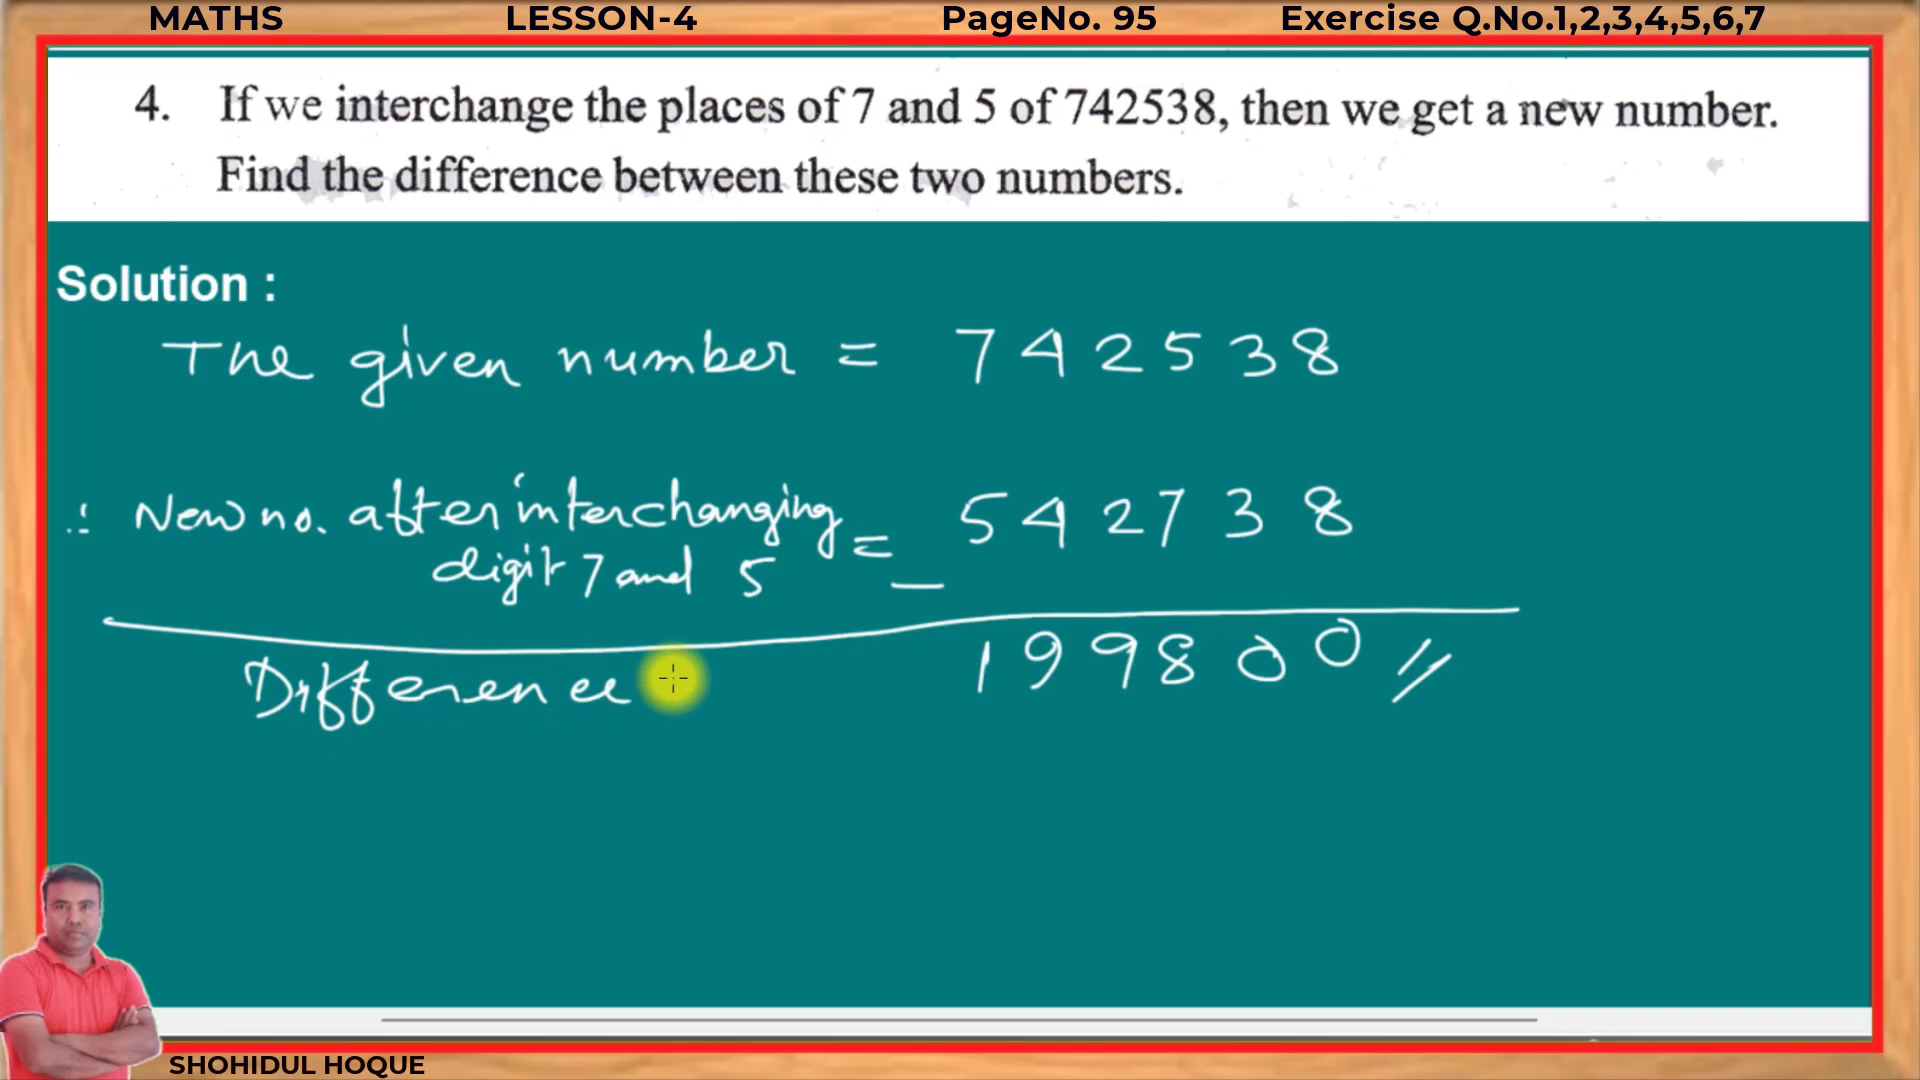 MATHS LESSON-4 PageNo. 95 Exercise Q.No.1,2,3,4,5,6,7
4. If we interchange the places of 7 and 5 of 742538, then we get a new number.
Find the difference between these two numbers.
Solution :
The given number = 742538
∴ New no. after interchanging
digit 7 and 5 = 542738
–
Difference 199800 //
SHOHIDUL HOQUE